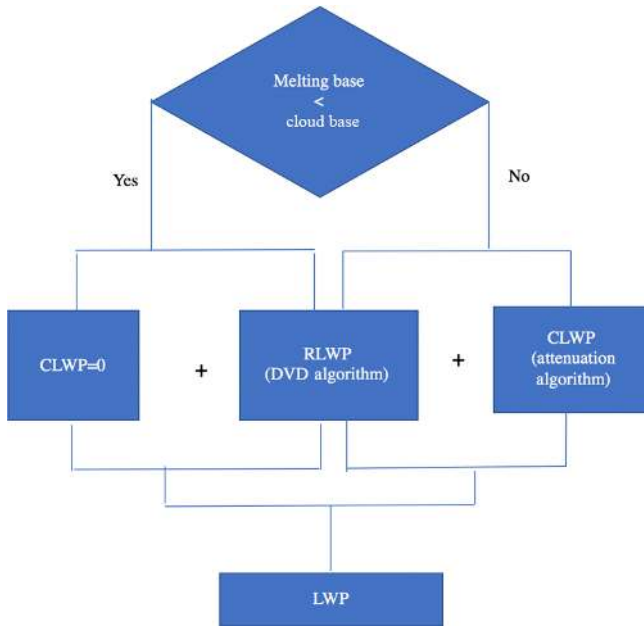 Melting base
<
cloud base
Yes
No
CLWP=0
+
RLWP
(DVD algorithm)
+
CLWP
(attenuation
algorithm)
LWP